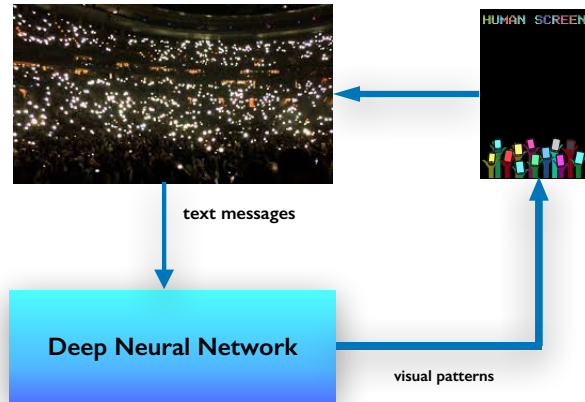 HUMAN SCREEN
text messages
Deep Neural Network
visual patterns